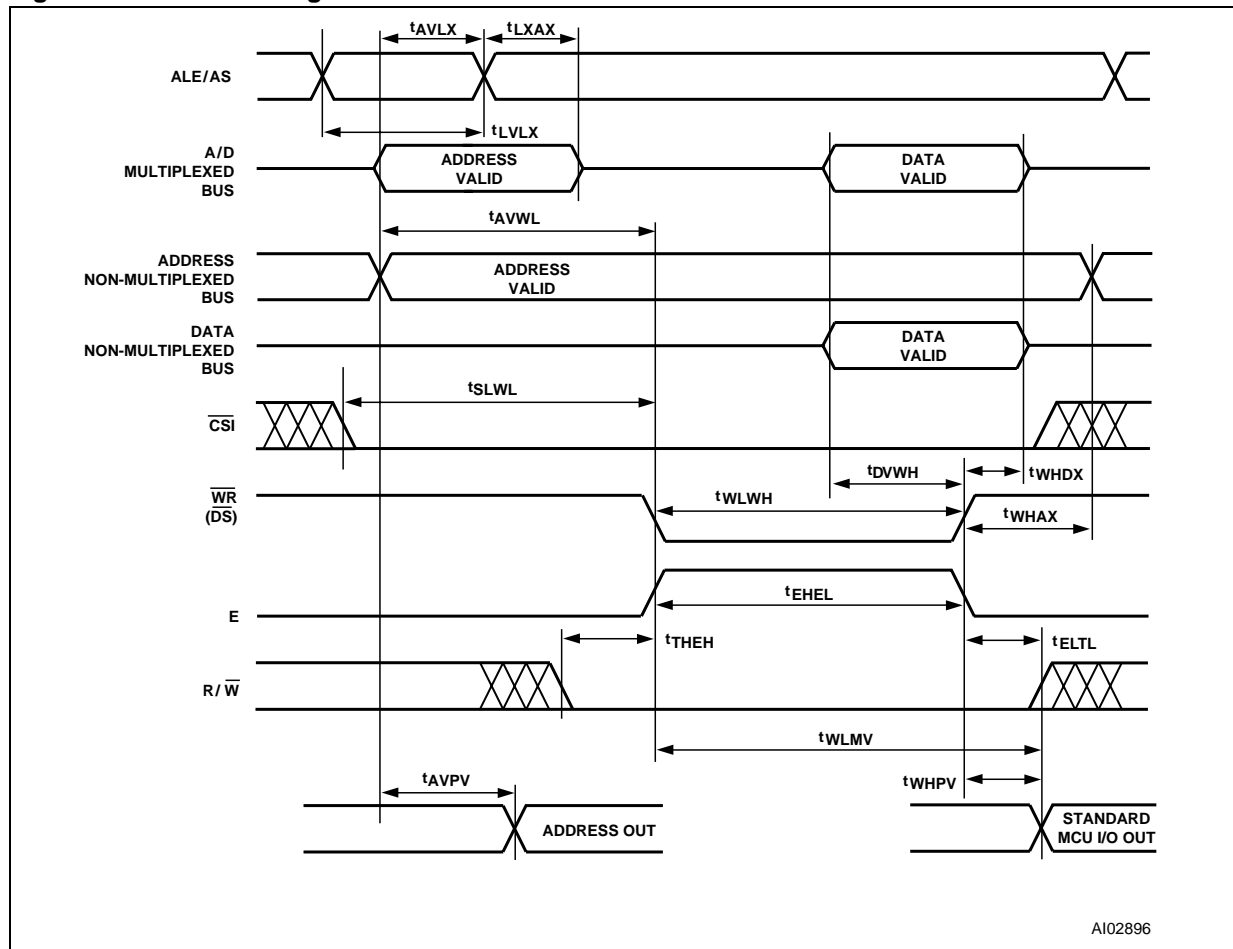 tAVLX
tLXAX
ALE/AS
tLVLX
A/D
MULTIPLEXED
BUS
ADDRESS
VALID
DATA
VALID
tAVWL
ADDRESS
NON-MULTIPLEXED
BUS
ADDRESS
VALID
DATA
NON-MULTIPLEXED
BUS
DATA
VALID
tSLWL
CSI
tDVWH
tWHDX
WR
(DS)
tWLWH
tWHAX
tEHEL
E
tTHEH
tELTL
R/W
tWLMV
tAVPV
tWHPV
ADDRESS OUT
STANDARD
MCU I/O OUT
AI02896